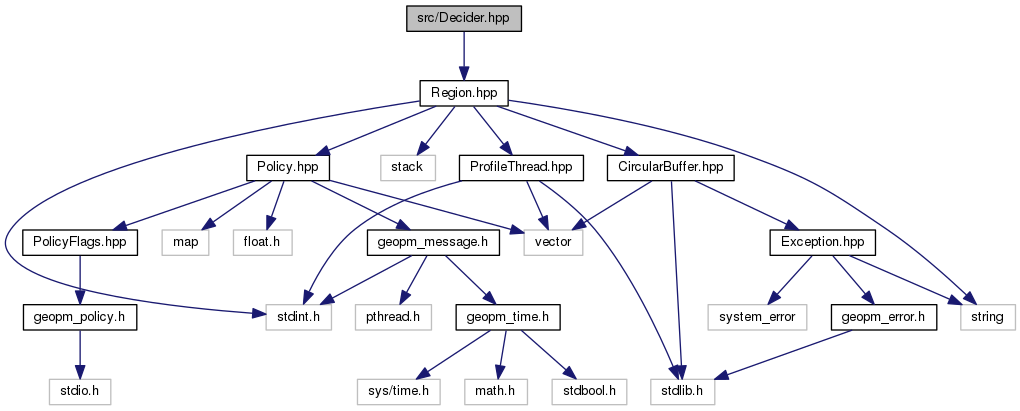 src/Decider.hpp
Region.hpp
Policy.hpp
stack
ProfileThread.hpp
CircularBuffer.hpp
PolicyFlags.hpp
map
float.h
geopm_message.h
vector
Exception.hpp
geopm_policy.h
stdint.h
pthread.h
geopm_time.h
system_error
geopm_error.h
string
stdio.h
sys/time.h
math.h
stdbool.h
stdlib.h